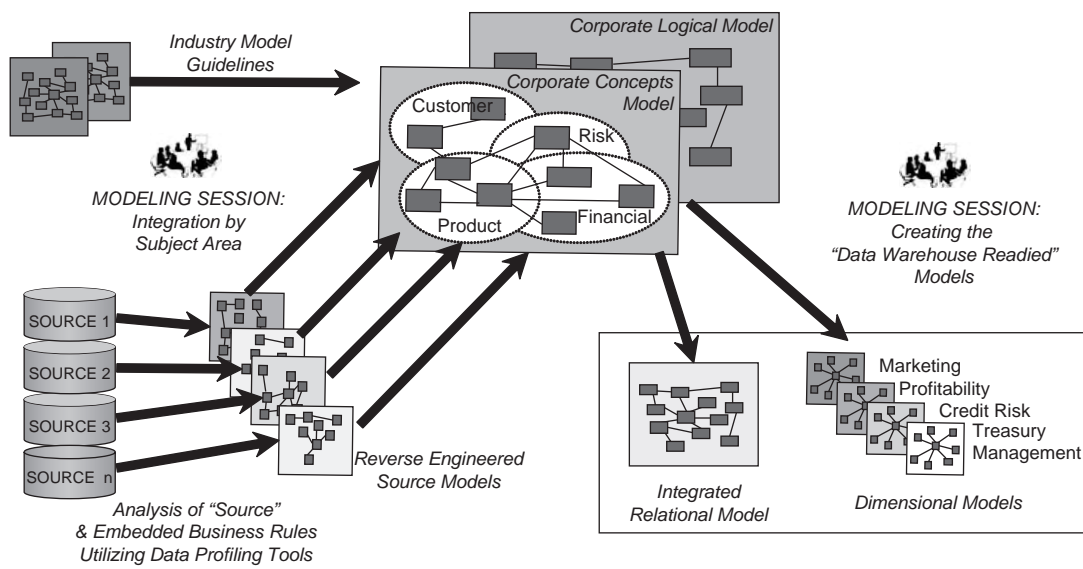 Industry Model
Guidelines
Corporate Logical Model
Corporate Concepts
Model
Customer
Risk
Product
Financial
MODELING SESSION:
Integration by
Subject Area
MODELING SESSION:
Creating the
“Data Warehouse Readied”
Models
SOURCE 1
SOURCE 2
SOURCE 3
SOURCE n
Reverse Engineered
Source Models
Analysis of “Source”
& Embedded Business Rules
Utilizing Data Profiling Tools
Integrated
Relational Model
Marketing
Profitability
Credit Risk
Treasury
Management
Dimensional Models